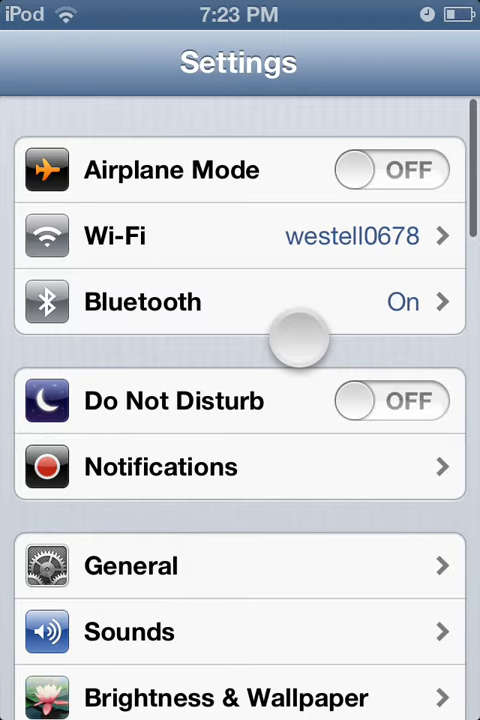 iPod 7:23 PM
Settings
Airplane Mode OFF
Wi-Fi westell0678
Bluetooth On
Do Not Disturb OFF
Notifications
General
Sounds
Brightness & Wallpaper